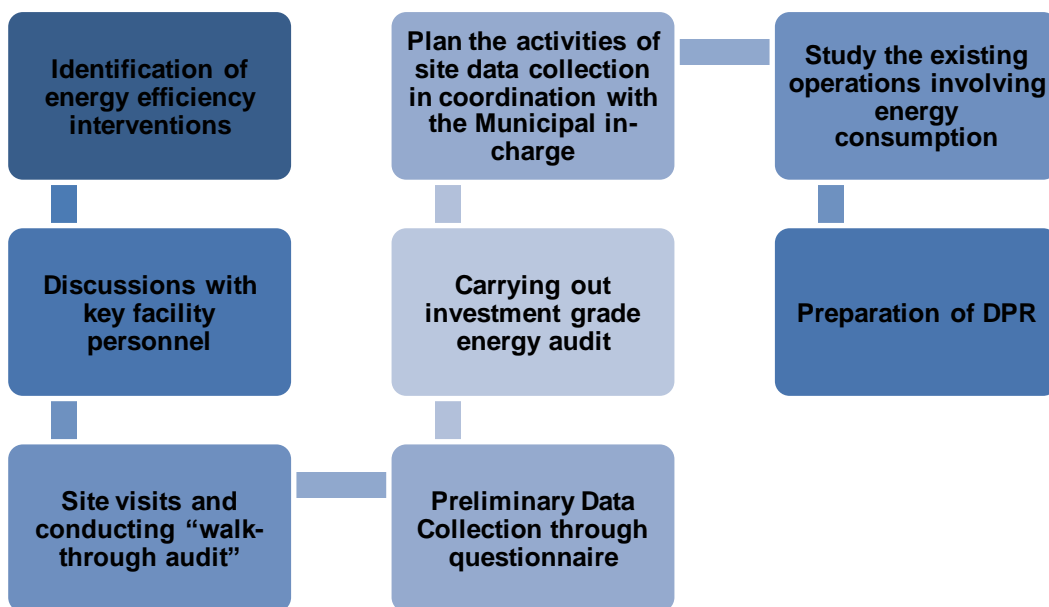 Identification of
energy efficiency
interventions
Discussions with
key facility
personnel
Site visits and
conducting “walk-
through audit”
Preliminary Data
Collection through
questionnaire
Carrying out
investment grade
energy audit
Plan the activities of
site data collection
in coordination with
the Municipal in-
charge
Study the existing
operations involving
energy
consumption
Preparation of DPR